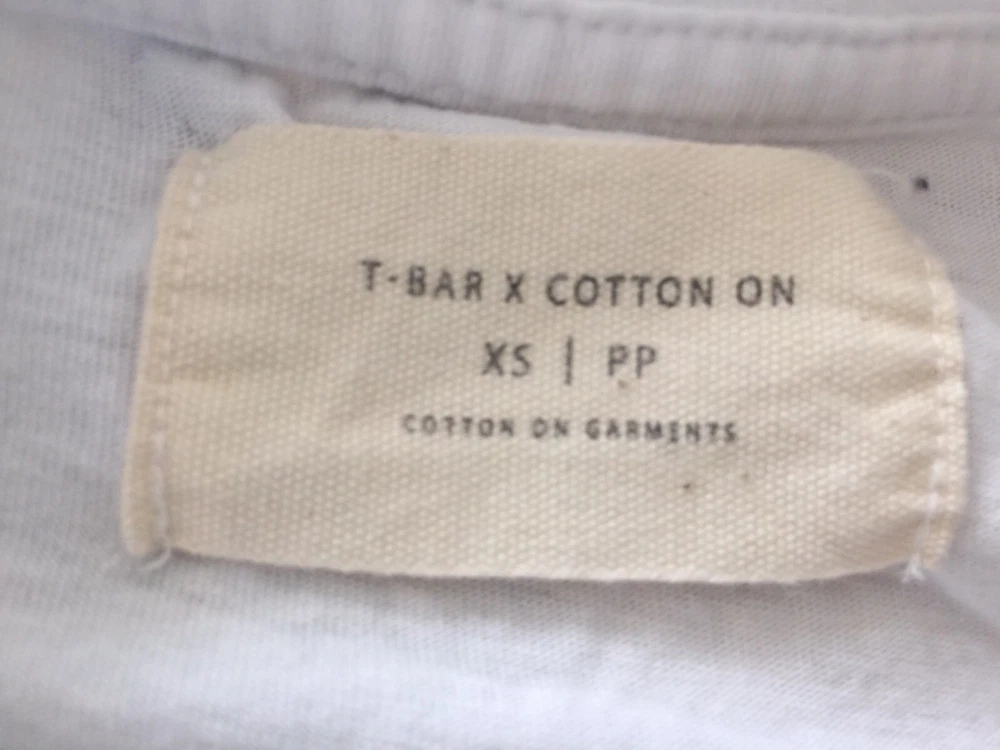 T-BAR X COTTON ON
XS | PP
COTTON ON GARMENTS